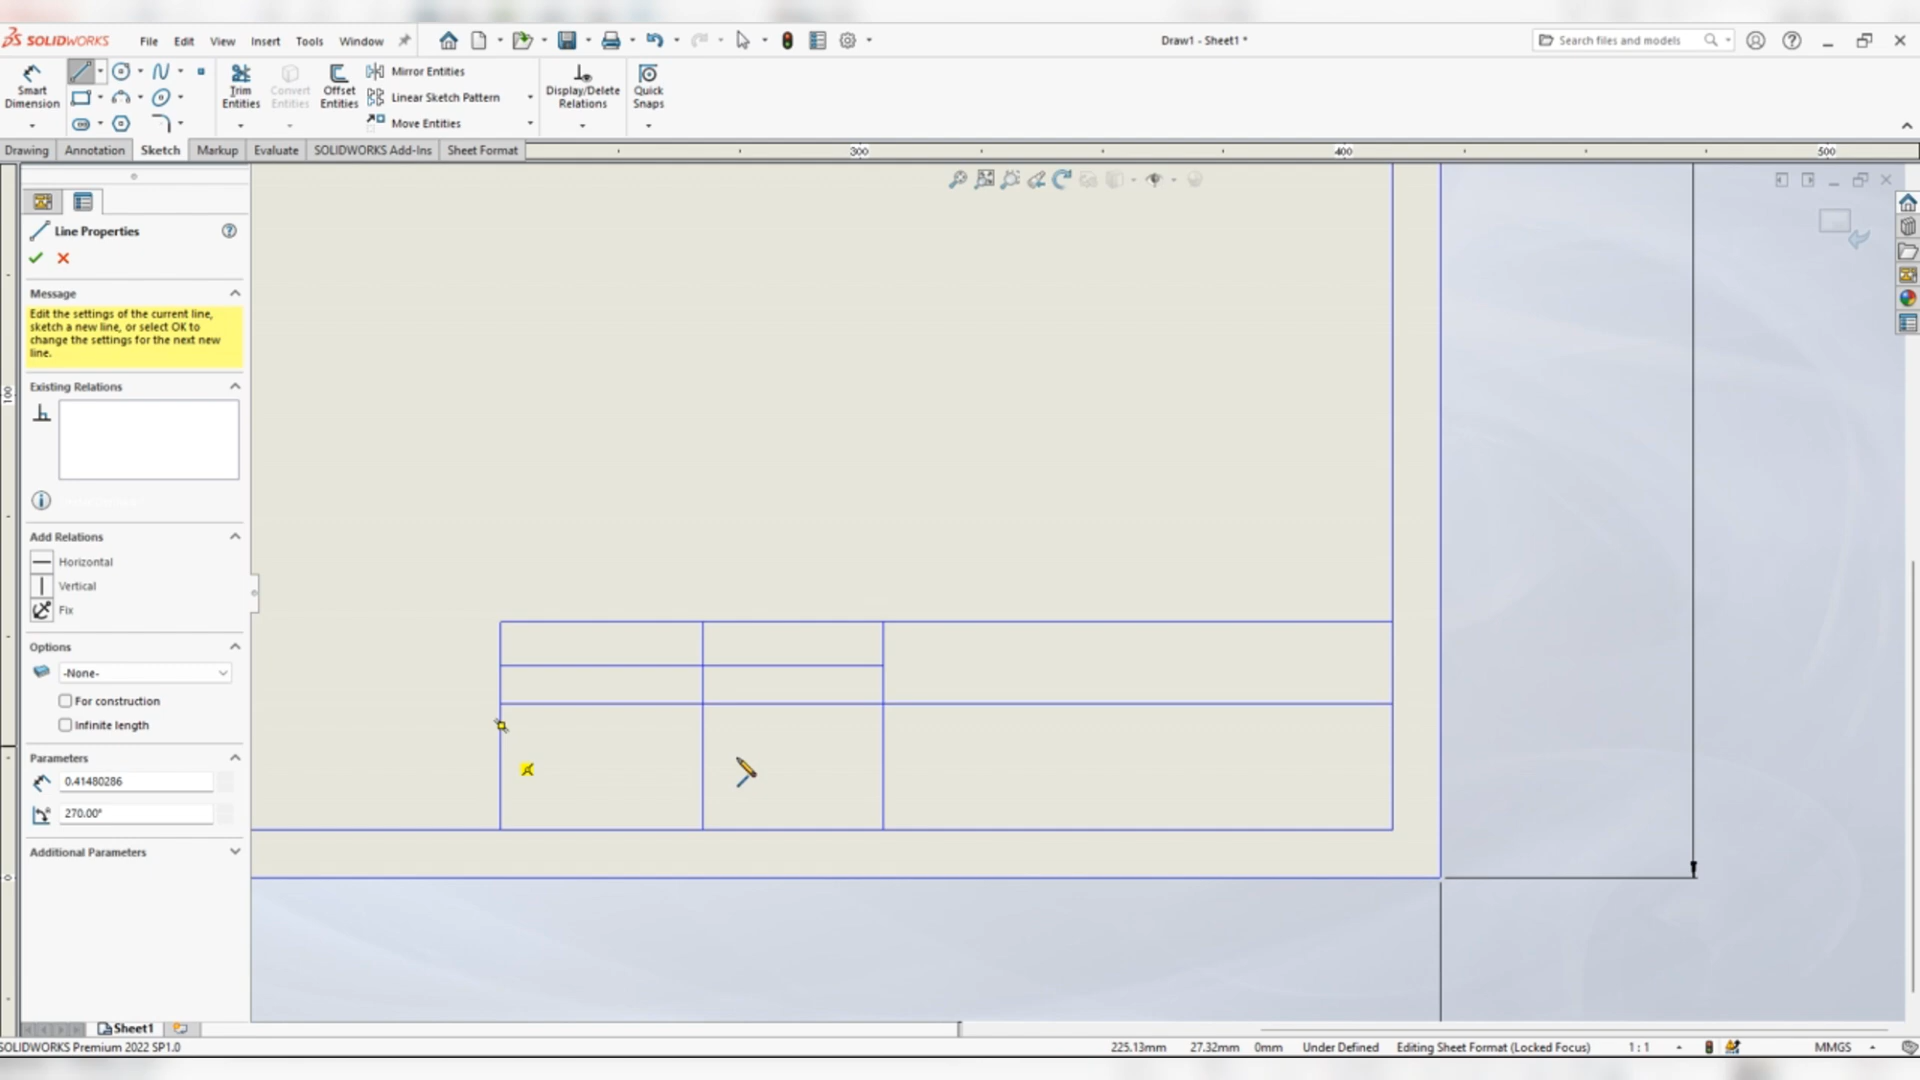 SOLIDWORKS File Edit View Insert Tools Window Draw1 - Sheet1 * Search files and models
Smart Dimension
Trim Entities
Convert Entities
Offset Entities
Mirror Entities
Linear Sketch Pattern
Move Entities
Display/Delete Relations
Quick Snaps
Drawing Annotation Sketch Markup Evaluate SOLIDWORKS Add-Ins Sheet Format
300 400 500
Line Properties
Message
Edit the settings of the current line,
sketch a new line, or select OK to
change the settings for the next new
line.
Existing Relations
100
Add Relations
Horizontal
Vertical
Fix
Options
-None-
For construction
Infinite length
Parameters
0.41480286
270.00°
Additional Parameters
0
Sheet1
SOLIDWORKS Premium 2022 SP1.0 225.13mm 27.32mm 0mm Under Defined Editing Sheet Format (Locked Focus) 1 : 1 MMGS